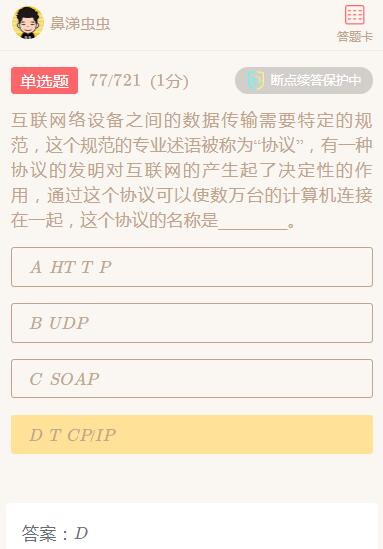 鼻涕虫虫
答题卡
单选题 77/721 (1分) 断点续答保护中
互联网络设备之间的数据传输需要特定的规
范，这个规范的专业述语被称为“协议”，有一种
协议的发明对互联网的产生起了决定性的作
用，通过这个协议可以使数万台的计算机连接
在一起，这个协议的名称是________。
A HT T P
B UDP
C SOAP
D T CP/IP
答案：D